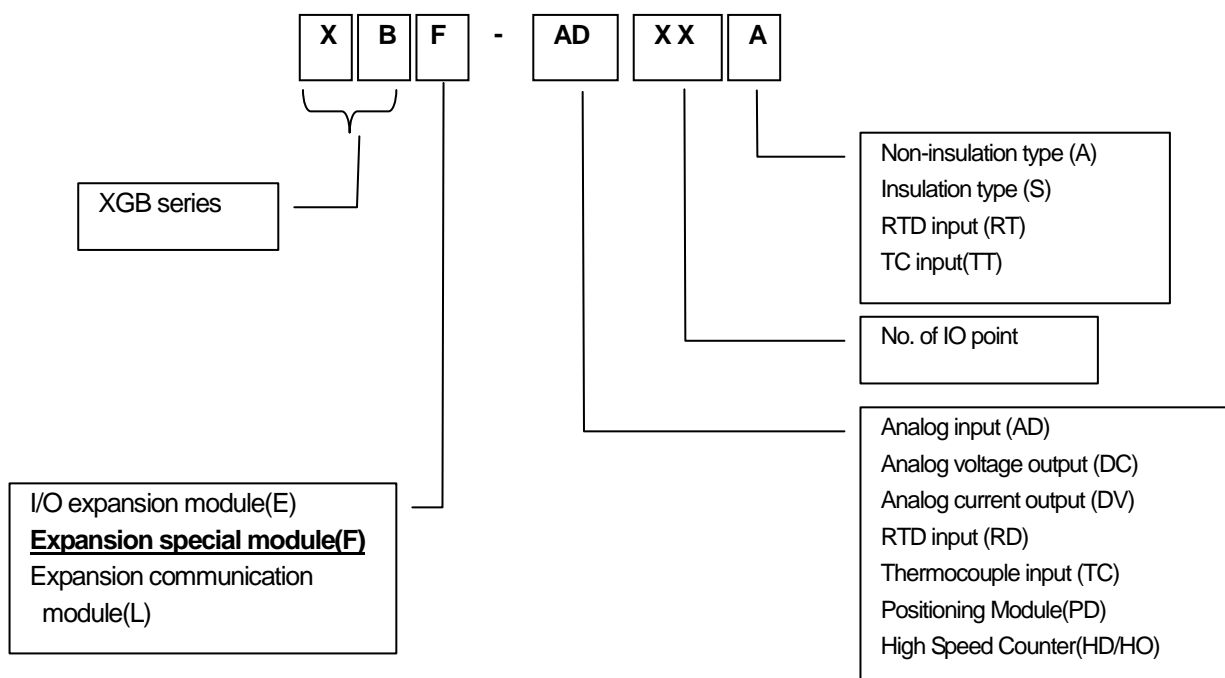 X B F - AD X X A
Non-insulation type (A)
Insulation type (S)
RTD input (RT)
TC input(TT)
XGB series
No. of IO point
Analog input (AD)
Analog voltage output (DC)
Analog current output (DV)
RTD input (RD)
Thermocouple input (TC)
Positioning Module(PD)
High Speed Counter(HD/HO)
I/O expansion module(E)
Expansion special module(F)
Expansion communication
module(L)